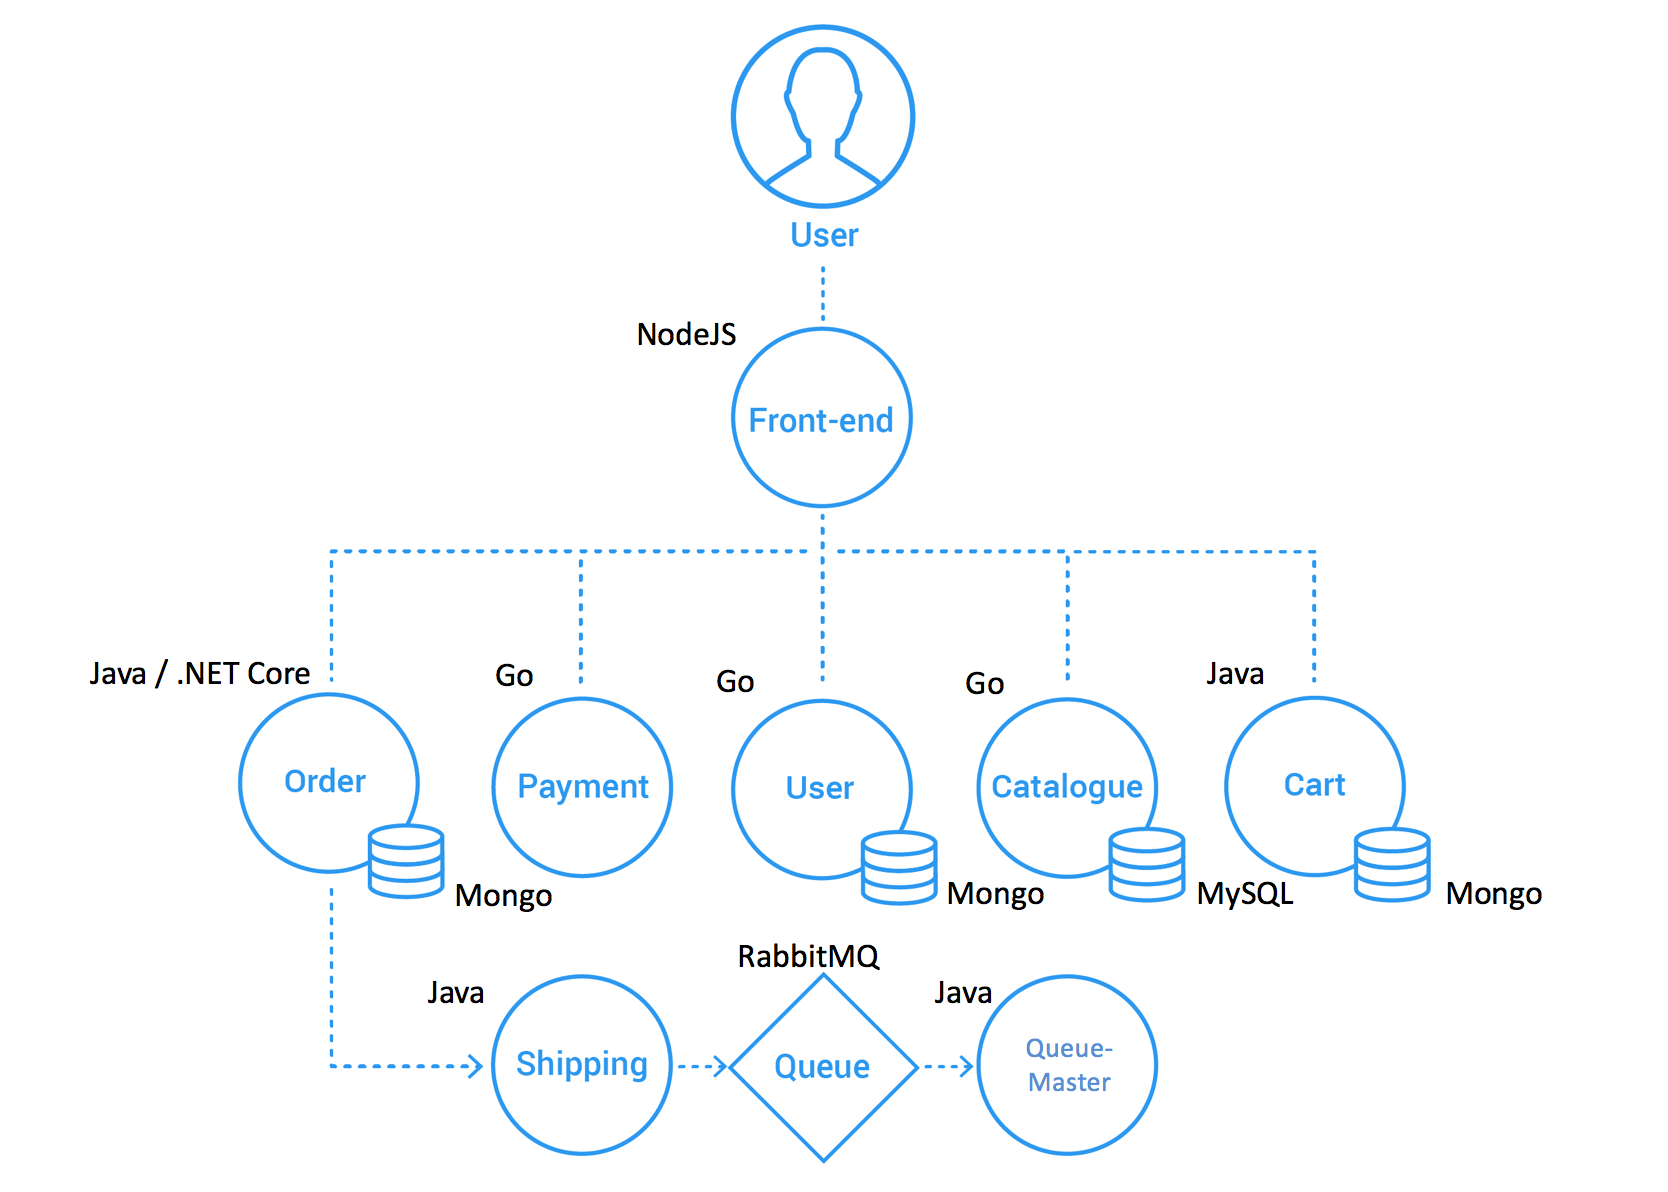 User
NodeJS
Front-end
Java / .NET Core
Go
Go
Go
Java
Order
Payment
User
Catalogue
Cart
Mongo
Mongo
MySQL
Mongo
RabbitMQ
Java
Java
Shipping
Queue
Queue-
Master